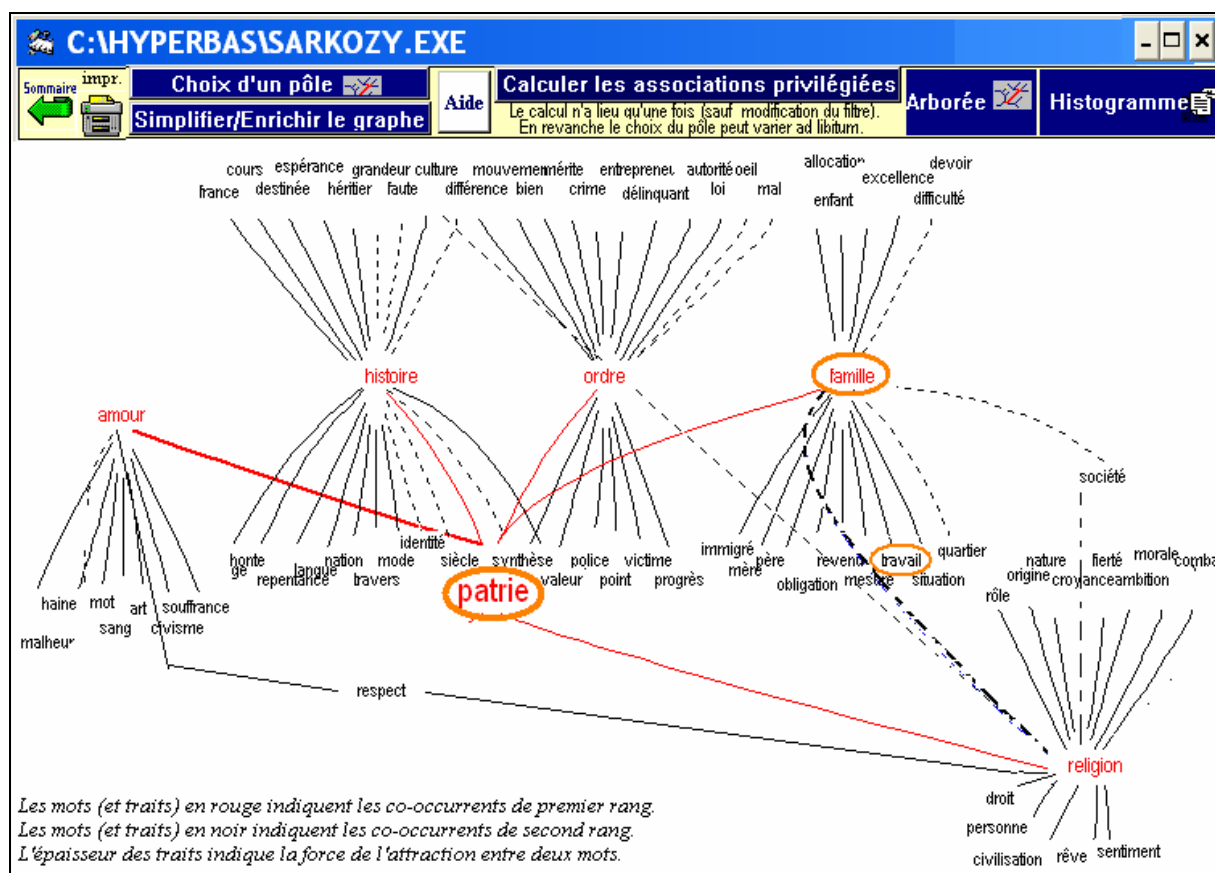 C:\HYPERBAS\SARKOZY.EXE
Sommaire
impr.
Choix d'un pôle
Simplifier/Enrichir le graphe
Aide
Calculer les associations privilégiées
Le calcul n'a lieu qu'une fois (sauf modification du filtre).
En revanche le choix du pôle peut varier ad libitum.
Arborée
Histogramme
cours espérance grandeur culture mouvement mérite entrepreneu autorité oeil allocation devoir
excellence
france destinée héritier faute différence bien crime délinquant loi mal enfant difficulté
histoire ordre famille
amour
société
identité
honte nation mode siècle synthèse police victime immigré père revenu travail quartier
ge langue mère nature fierté morale combat
repentance travers valeur point progrès obligation mesure situation origine croyance ambition
patrie
rôle
haine mot art souffrance
malheur sang civisme
respect
religion
droit
personne
civilisation rêve sentiment
Les mots (et traits) en rouge indiquent les co-occurrents de premier rang.
Les mots (et traits) en noir indiquent les co-occurrents de second rang.
L'épaisseur des traits indique la force de l'attraction entre deux mots.